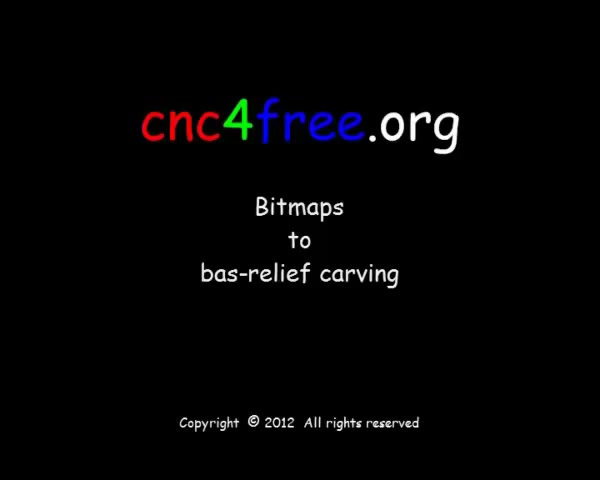 cnc4free.org
Bitmaps
to
bas-relief carving
Copyright © 2012 All rights reserved